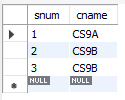 snum cname
1 CS9A
2 CS9B
3 CS9B
NULL NULL